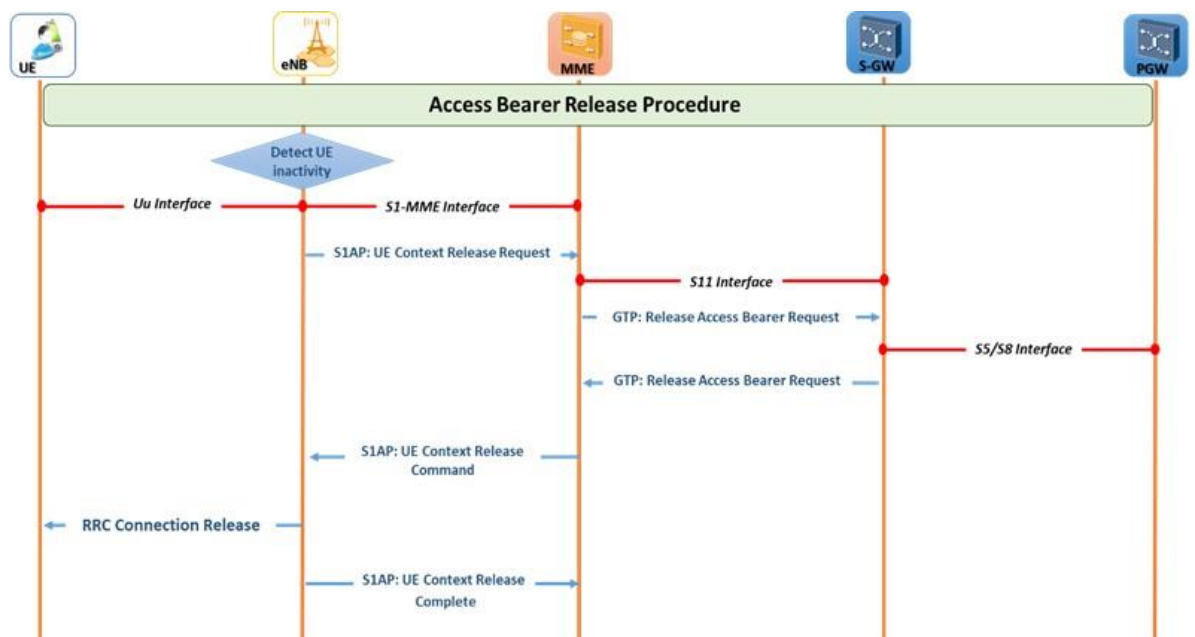 UE
eNB
MME
S-GW
PGW
Access Bearer Release Procedure
Detect UE
inactivity
Uu Interface
S1-MME Interface
S1AP: UE Context Release Request
S11 Interface
GTP: Release Access Bearer Request
S5/S8 Interface
GTP: Release Access Bearer Request
S1AP: UE Context Release
Command
RRC Connection Release
S1AP: UE Context Release
Complete